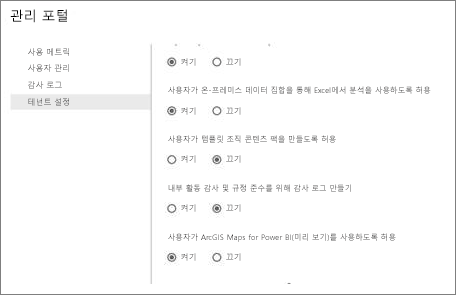 관리 포털
사용 메트릭
사용자 관리
감사 로그
테넌트 설정
켜기 끄기
사용자가 온-프레미스 데이터 집합을 통해 Excel에서 분석을 사용하도록 허용
켜기 끄기
사용자가 템플릿 조직 콘텐츠 팩을 만들도록 허용
켜기 끄기
내부 활동 감사 및 규정 준수를 위해 감사 로그 만들기
켜기 끄기
사용자가 ArcGIS Maps for Power BI(미리 보기)를 사용하도록 허용
켜기 끄기